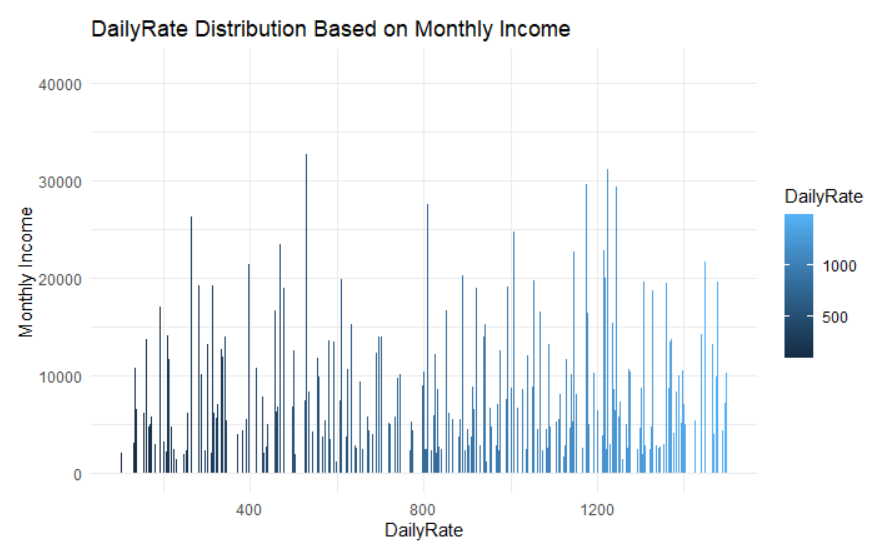 DailyRate Distribution Based on Monthly Income
40000
30000
20000
10000
0
Monthly Income
400
800
1200
DailyRate
DailyRate
1000
500